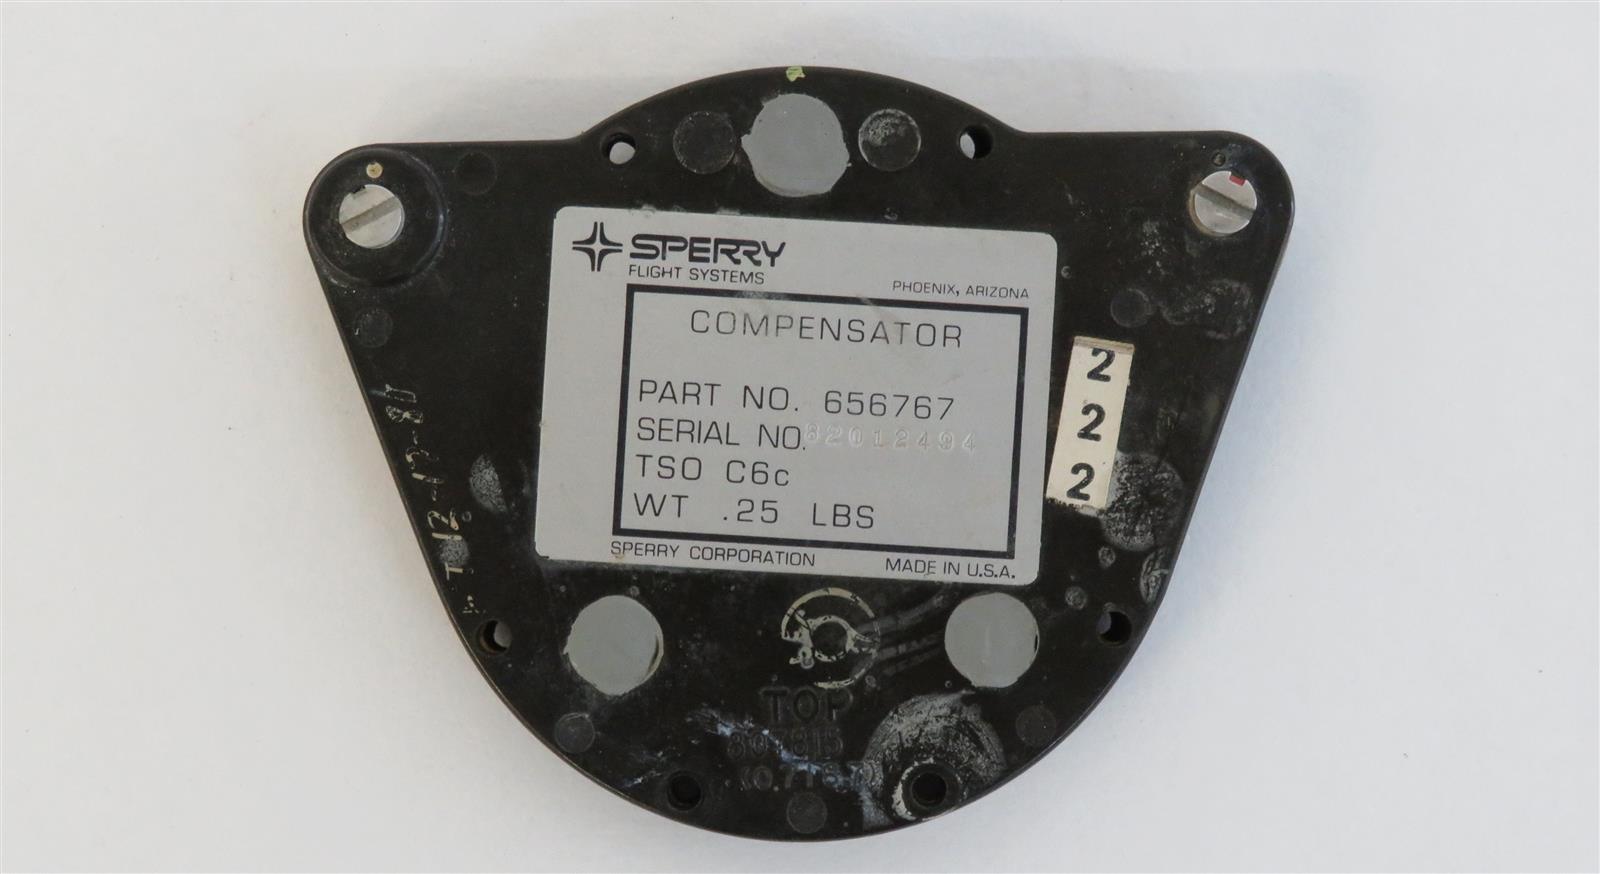 SPERRY
FLIGHT SYSTEMS
PHOENIX, ARIZONA
COMPENSATOR
PART NO. 656767
SERIAL NO. 82012494
TSO C6c
WT .25 LBS
SPERRY CORPORATION
MADE IN U.S.A.
2
2
2
TOP